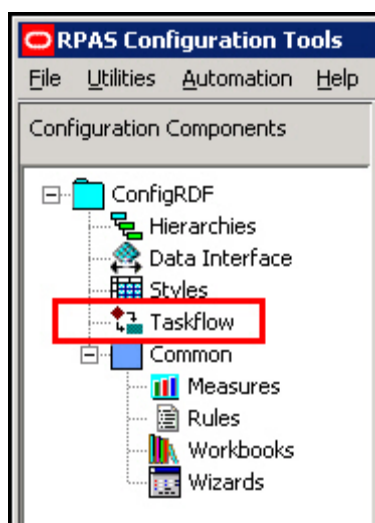 RPAS Configuration Tools
File Utilities Automation Help
Configuration Components
ConfigRDF
Hierarchies
Data Interface
Styles
Taskflow
Common
Measures
Rules
Workbooks
Wizards